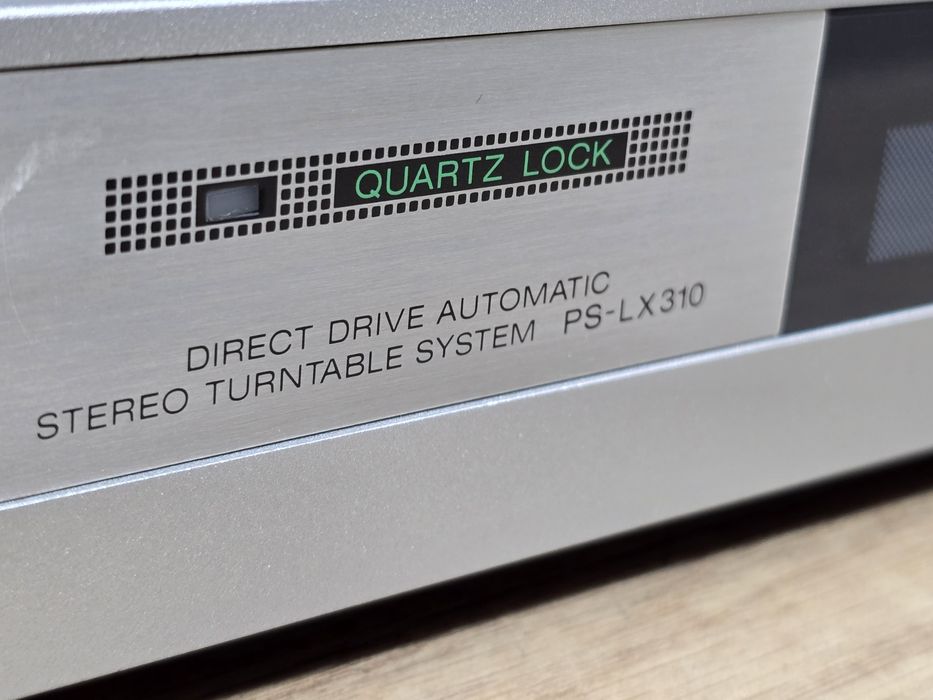 QUARTZ LOCK
DIRECT DRIVE AUTOMATIC
STEREO TURNTABLE SYSTEM PS-LX310